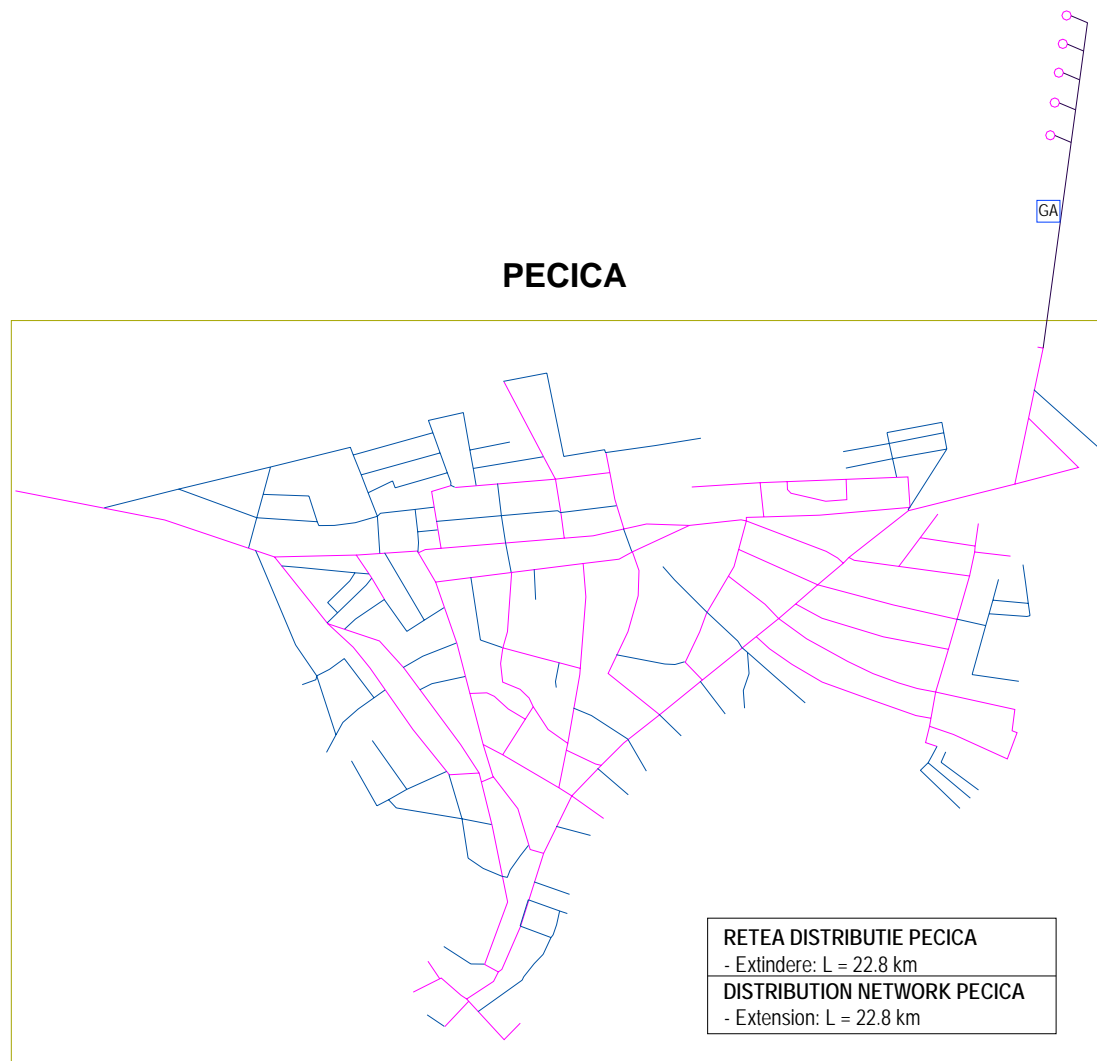 GA
PECICA
RETEA DISTRIBUTIE PECICA
- Extindere: L = 22.8 km
DISTRIBUTION NETWORK PECICA
- Extension: L = 22.8 km